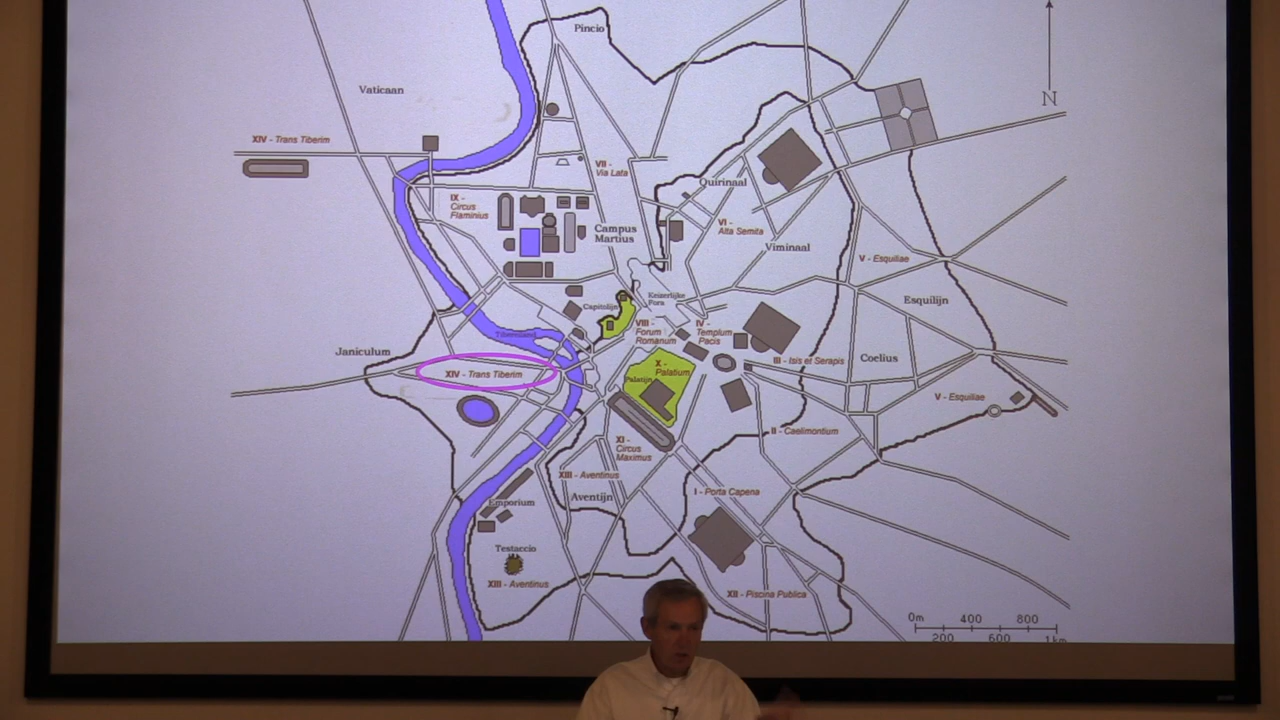 Pincio
Vaticaan
N
XIV - Trans Tiberim
VII -
Via Lata
Quirinaal
IX -
Circus
Flaminius
VI -
Alta Semita
Campus
Martius
Viminaal
V - Esquiliae
Esquilijn
Keizerlijke
Fora
Capitolijn
VIII -
Forum
Romanum
IV -
Templum
Pacis
Janiculum
III - Isis et Serapis
Coelius
X -
Palatium
XIV - Trans Tiberim
Palatijn
V - Esquiliae
II - Caelimontium
XI -
Circus
Maximus
XIII - Aventinus
Aventijn
I - Porta Capena
Emporium
Testaccio
XIII - Aventinus
XII - Piscina Publica
0m 400 800
200 600 1km